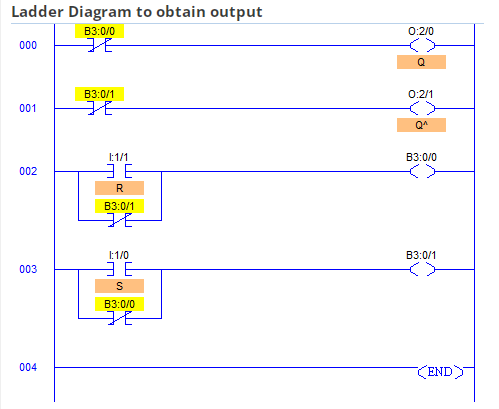 Ladder Diagram to obtain output
B3:0/0 O:2/0
000
Q
B3:0/1 O:2/1
001
Q^
I:1/1 B3:0/0
002
R
B3:0/1
I:1/0 B3:0/1
003
S
B3:0/0
004
END